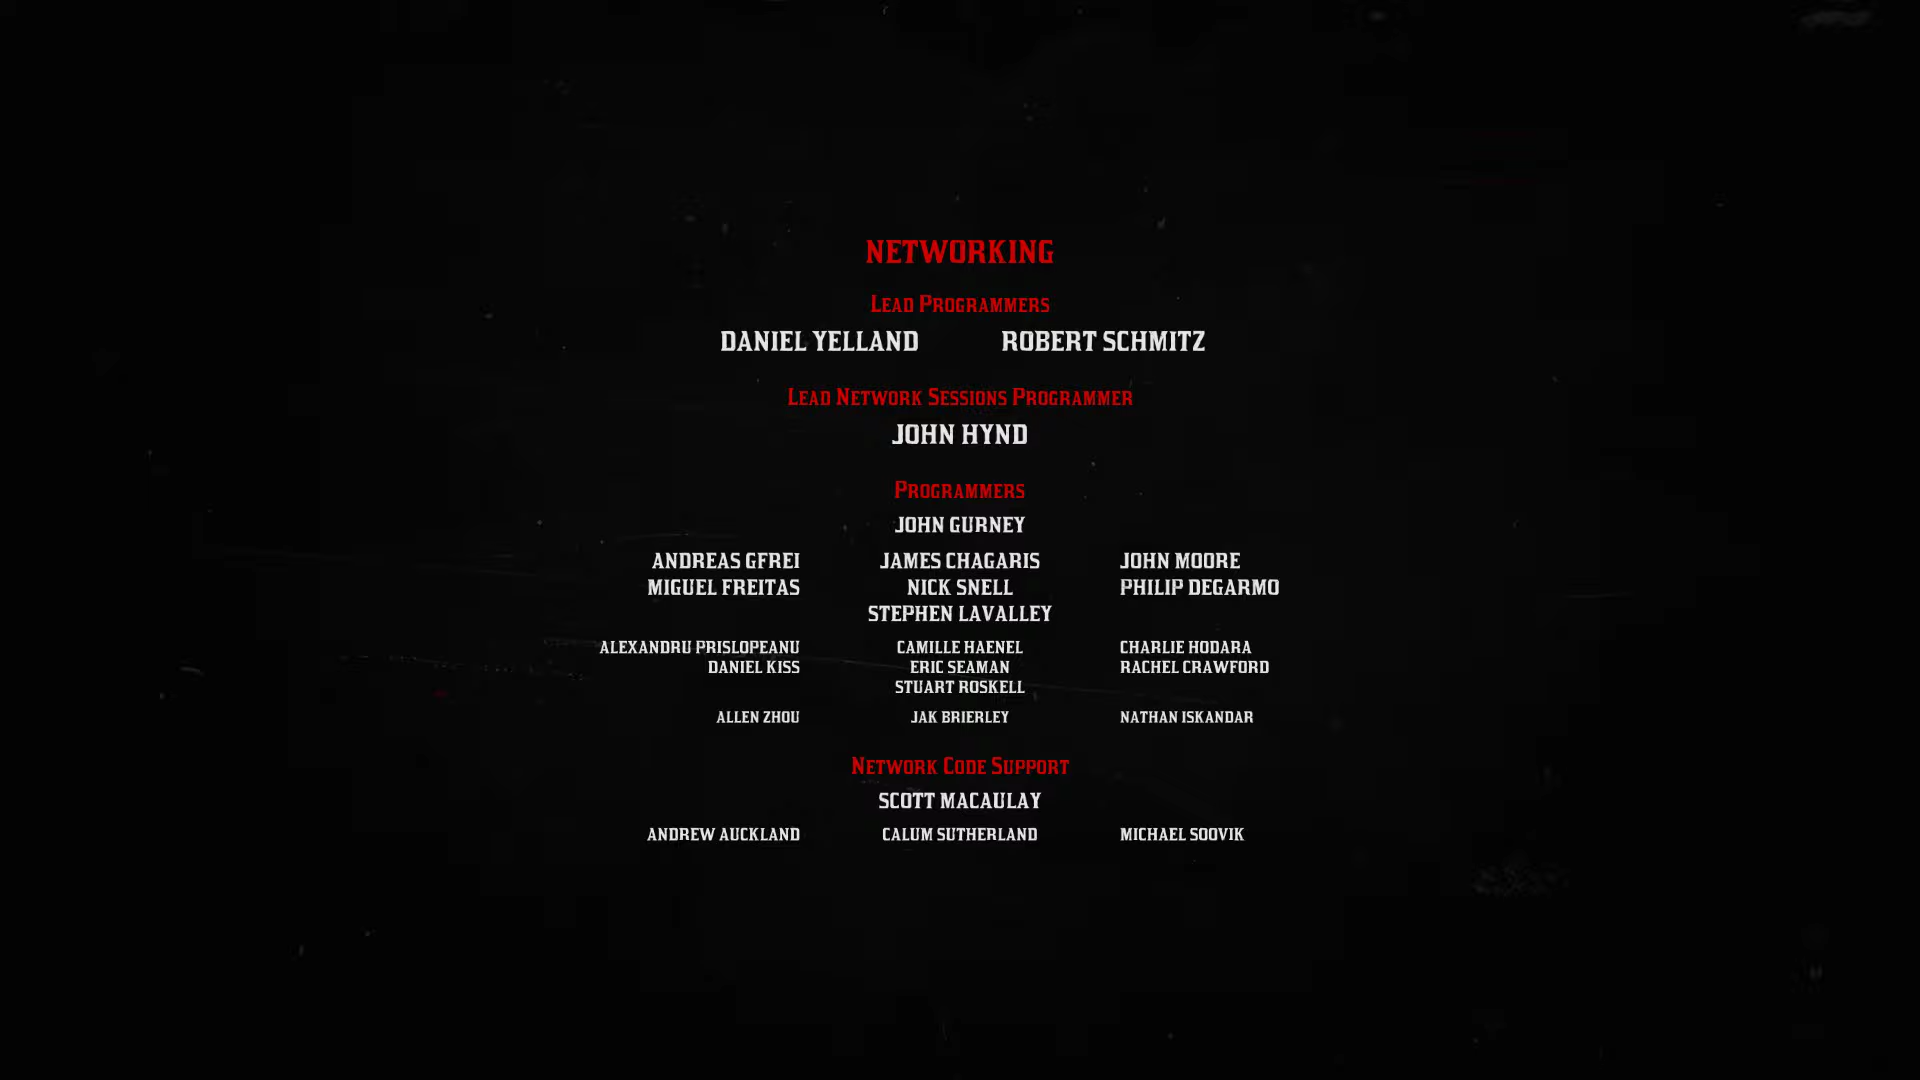 NETWORKING
LEAD PROGRAMMERS
DANIEL YELLAND ROBERT SCHMITZ
LEAD NETWORK SESSIONS PROGRAMMER
JOHN HYND
PROGRAMMERS
JOHN GURNEY
ANDREAS GFREI JAMES CHAGARIS JOHN MOORE
MIGUEL FREITAS NICK SNELL PHILIP DEGARMO
STEPHEN LAVALLEY
ALEXANDRU PRISLOPEANU CAMILLE HAENEL CHARLIE HODARA
DANIEL KISS ERIC SEAMAN RACHEL CRAWFORD
STUART ROSKELL
ALLEN ZHOU JAK BRIERLEY NATHAN ISKANDAR
NETWORK CODE SUPPORT
SCOTT MACAULAY
ANDREW AUCKLAND CALUM SUTHERLAND MICHAEL SOOVIK